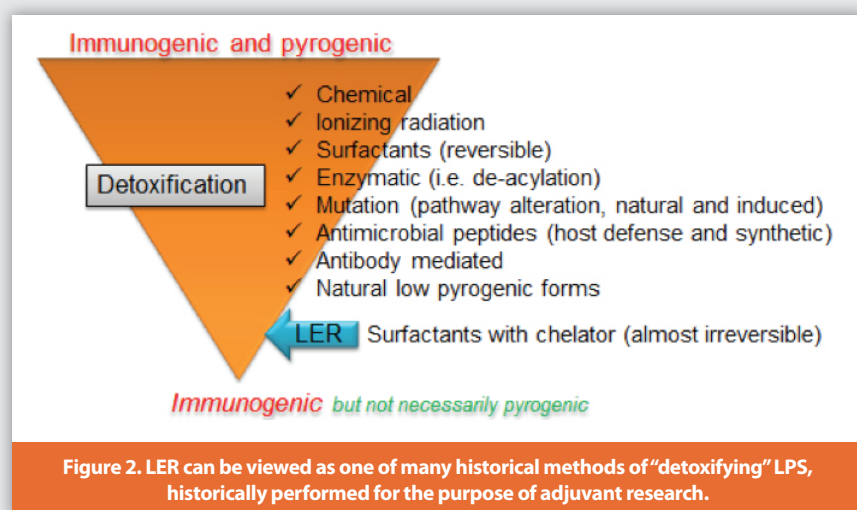 Immunogenic and pyrogenic
✓ Chemical
✓ Ionizing radiation
✓ Surfactants (reversible)
Detoxification
✓ Enzymatic (i.e. de-acylation)
✓ Mutation (pathway alteration, natural and induced)
✓ Antimicrobial peptides (host defense and synthetic)
✓ Antibody mediated
✓ Natural low pyrogenic forms
LER Surfactants with chelator (almost irreversible)
Immunogenic but not necessarily pyrogenic
Figure 2. LER can be viewed as one of many historical methods of “detoxifying” LPS,
historically performed for the purpose of adjuvant research.